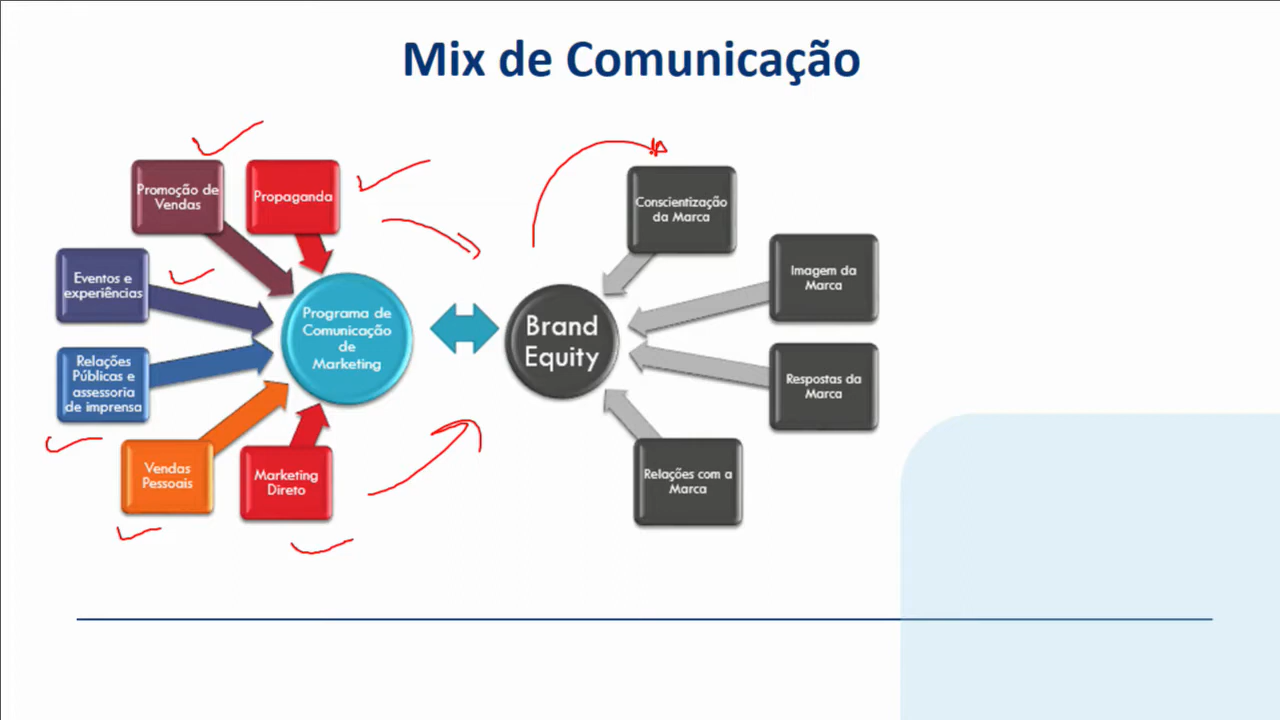 Mix de Comunicação
Promoção de
Vendas
Propaganda
Eventos e
experiências
Relações
Públicas e
assessoria
de imprensa
Vendas
Pessoais
Marketing
Direto
Programa de
Comunicação
de
Marketing
Brand
Equity
Conscientização
da Marca
Imagem da
Marca
Respostas da
Marca
Relações com a
Marca